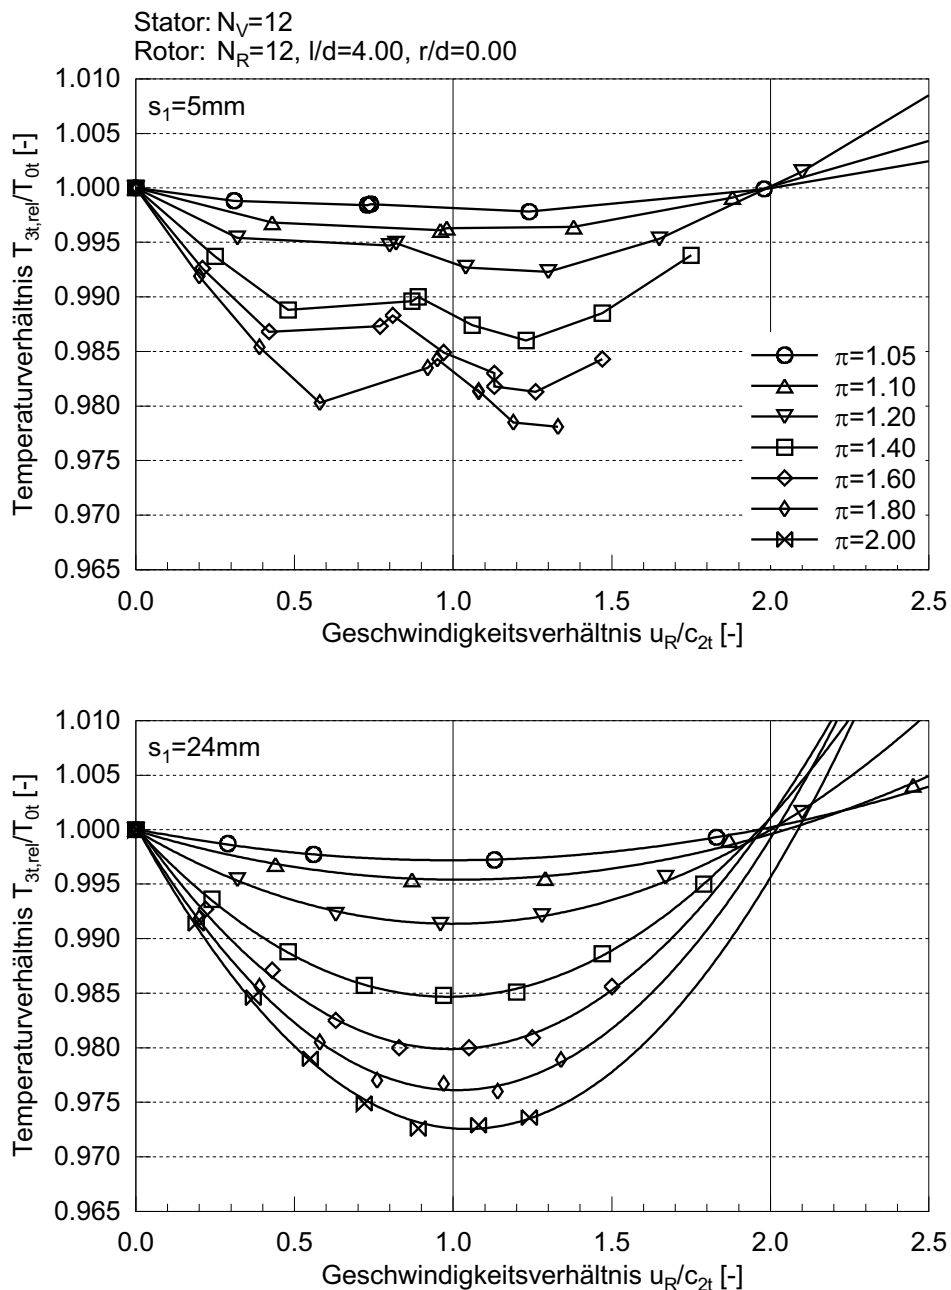 Stator: N_V=12
Rotor: N_R=12, l/d=4.00, r/d=0.00
s_1=5mm
Temperaturverhältnis T_3t,rel/T_0t [-]
1.010
1.005
1.000
0.995
0.990
0.985
0.980
0.975
0.970
0.965
π=1.05
π=1.10
π=1.20
π=1.40
π=1.60
π=1.80
π=2.00
0.0 0.5 1.0 1.5 2.0 2.5
Geschwindigkeitsverhältnis u_R/c_2t [-]
s_1=24mm
Temperaturverhältnis T_3t,rel/T_0t [-]
1.010
1.005
1.000
0.995
0.990
0.985
0.980
0.975
0.970
0.965
0.0 0.5 1.0 1.5 2.0 2.5
Geschwindigkeitsverhältnis u_R/c_2t [-]